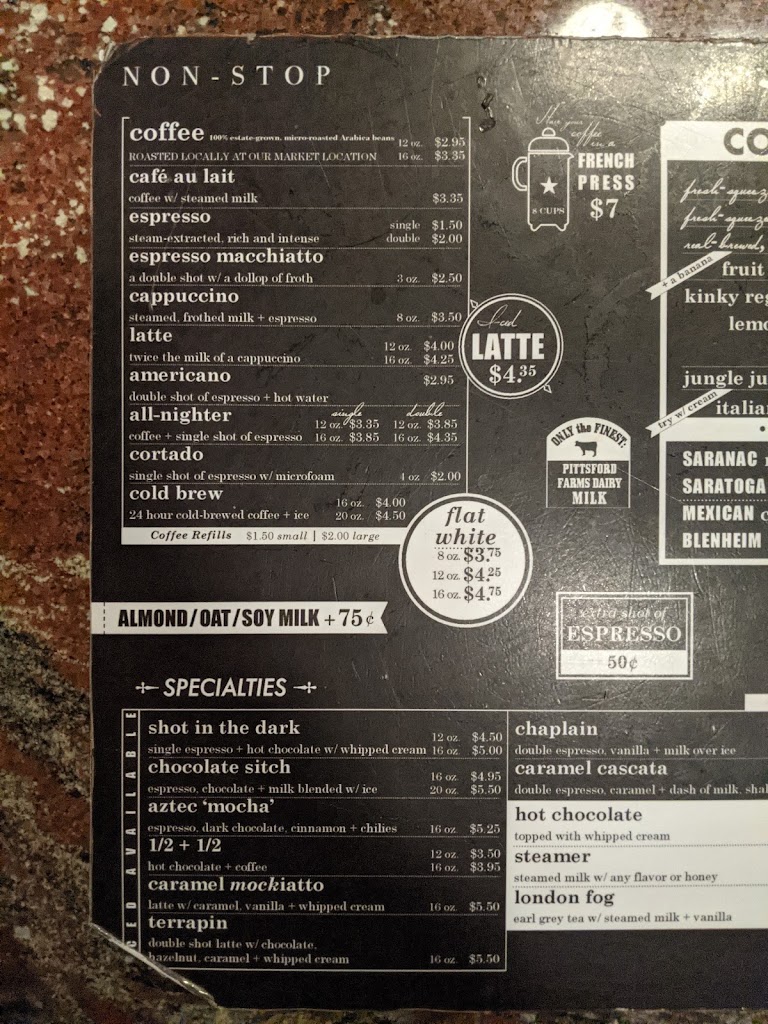 NON-STOP
coffee 100% estate-grown, micro-roasted Arabica beans 12 oz. $2.95
ROASTED LOCALLY AT OUR MARKET LOCATION 16 oz. $3.35
café au lait
coffee w/ steamed milk $3.35
espresso
single $1.50
steam-extracted, rich and intense double $2.00
espresso macchiatto
a double shot w/ a dollop of froth 3 oz. $2.50
cappuccino
steamed, frothed milk + espresso 8 oz. $3.50
latte
12 oz. $4.00
twice the milk of a cappuccino 16 oz. $4.25
americano $2.95
double shot of espresso + hot water
all-nighter single double
12 oz. $3.35 12 oz. $3.85
coffee + single shot of espresso 16 oz. $3.85 16 oz. $4.35
cortado
single shot of espresso w/ microfoam 4 oz $2.00
cold brew
16 oz. $4.00
24 hour cold-brewed coffee + ice 20 oz. $4.50
Coffee Refills $1.50 small | $2.00 large
Have your
coffee
in a
FRENCH
PRESS
$7
8 CUPS
Iced
LATTE
$4.35
ONLY the FINEST:
PITTSFORD
FARMS DAIRY
MILK
flat
white
8 oz. $3.75
12 oz. $4.25
16 oz. $4.75
ALMOND/OAT/SOY MILK + 75¢
extra shot of
ESPRESSO
50¢
CO
fresh-squeez
fresh-squeez
real-brewed,
+ a banana
fruit
kinky reg
lemo
jungle ju
try w/ cream
italia
SARANAC
SARATOGA
MEXICAN
BLENHEIM
SPECIALTIES
ICED AVAILABLE
shot in the dark
12 oz. $4.50
single espresso + hot chocolate w/ whipped cream 16 oz. $5.00
chocolate sitch
16 oz. $4.95
espresso, chocolate + milk blended w/ ice 20 oz. $5.50
aztec ‘mocha’
espresso, dark chocolate, cinnamon + chilies 16 oz. $5.25
1/2 + 1/2
12 oz. $3.50
hot chocolate + coffee 16 oz. $3.95
caramel mockiatto
latte w/ caramel, vanilla + whipped cream 16 oz. $5.50
terrapin
double shot latte w/ chocolate,
hazelnut, caramel + whipped cream 16 oz. $5.50
chaplain
double espresso, vanilla + milk over ice
caramel cascata
double espresso, caramel + dash of milk, shak
hot chocolate
topped with whipped cream
steamer
steamed milk w/ any flavor or honey
london fog
earl grey tea w/ steamed milk + vanilla